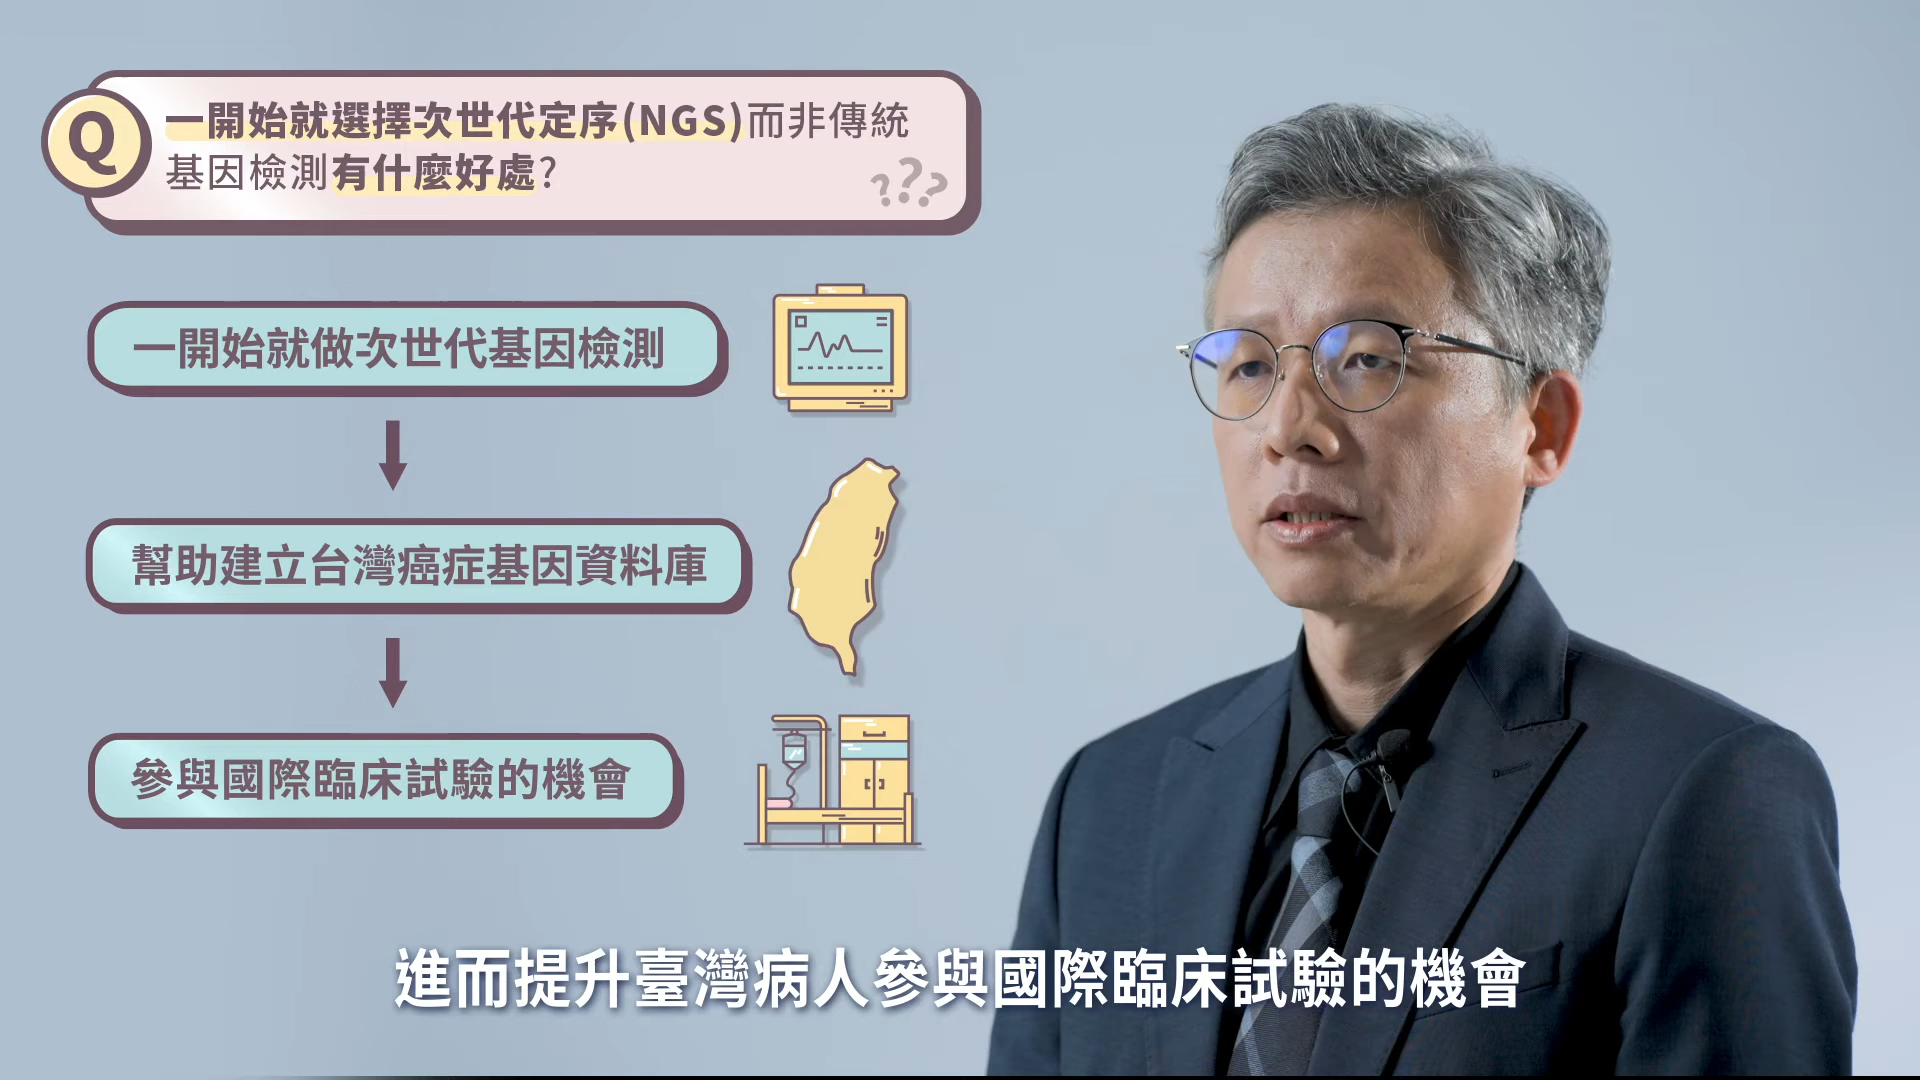 Q
一開始就選擇次世代定序(NGS)而非傳統
基因檢測有什麼好處?
???
一開始就做次世代基因檢測
幫助建立台灣癌症基因資料庫
參與國際臨床試驗的機會
進而提升臺灣病人參與國際臨床試驗的機會